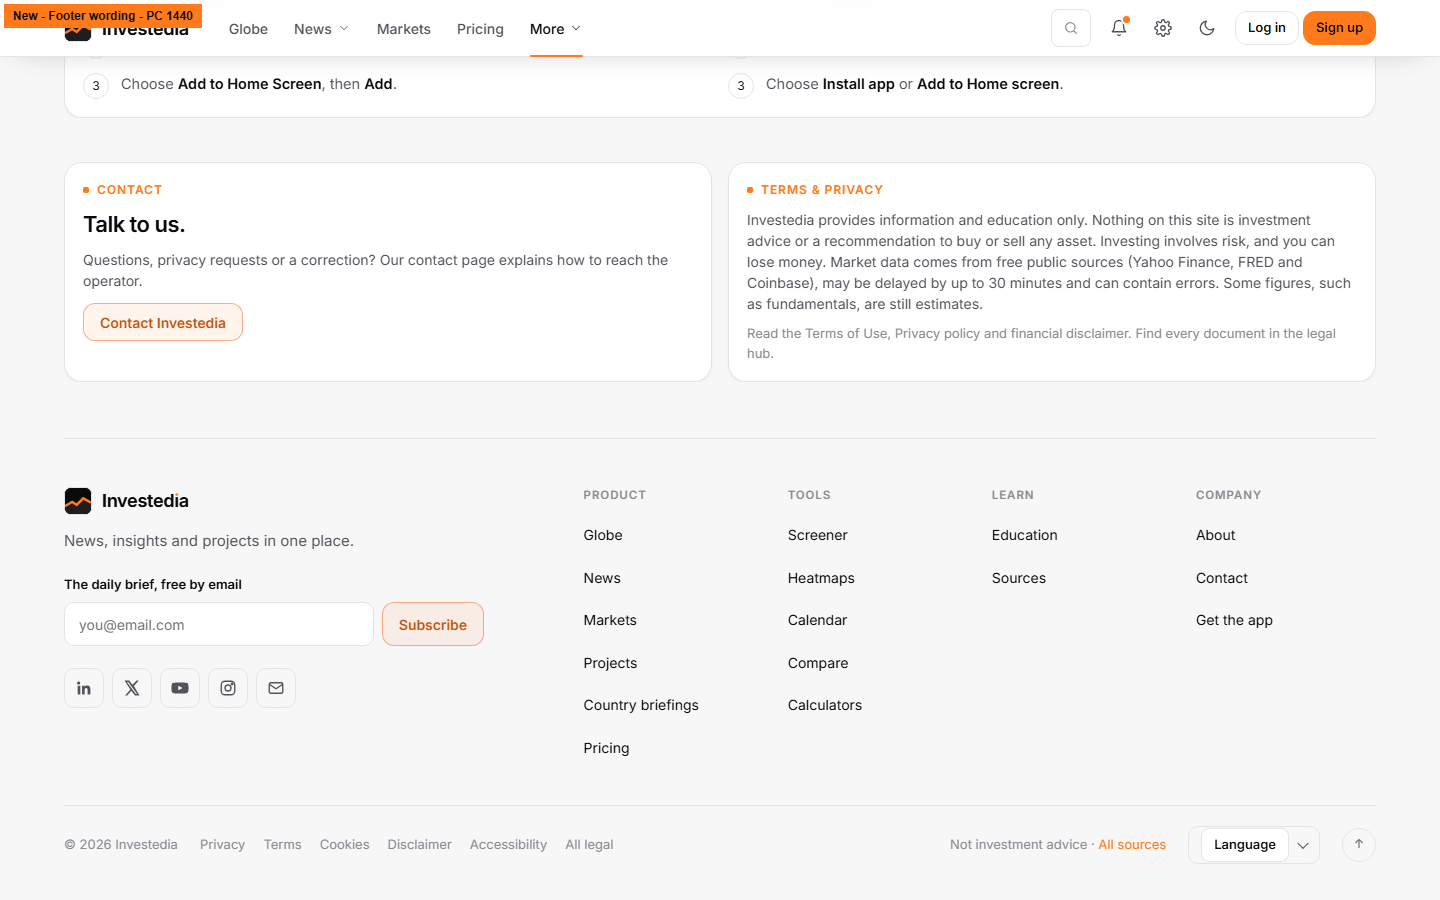 New - Footer wording - PC 1440
Investedia
Globe
News
Markets
Pricing
More
Log in
Sign up
3
Choose Add to Home Screen, then Add.
3
Choose Install app or Add to Home screen.
CONTACT
Talk to us.
Questions, privacy requests or a correction? Our contact page explains how to reach the
operator.
Contact Investedia
TERMS & PRIVACY
Investedia provides information and education only. Nothing on this site is investment
advice or a recommendation to buy or sell any asset. Investing involves risk, and you can
lose money. Market data comes from free public sources (Yahoo Finance, FRED and
Coinbase), may be delayed by up to 30 minutes and can contain errors. Some figures, such
as fundamentals, are still estimates.
Read the Terms of Use, Privacy policy and financial disclaimer. Find every document in the legal
hub.
Investedia
News, insights and projects in one place.
The daily brief, free by email
you@email.com
Subscribe
PRODUCT
Globe
News
Markets
Projects
Country briefings
Pricing
TOOLS
Screener
Heatmaps
Calendar
Compare
Calculators
LEARN
Education
Sources
COMPANY
About
Contact
Get the app
© 2026 Investedia
Privacy
Terms
Cookies
Disclaimer
Accessibility
All legal
Not investment advice · All sources
Language